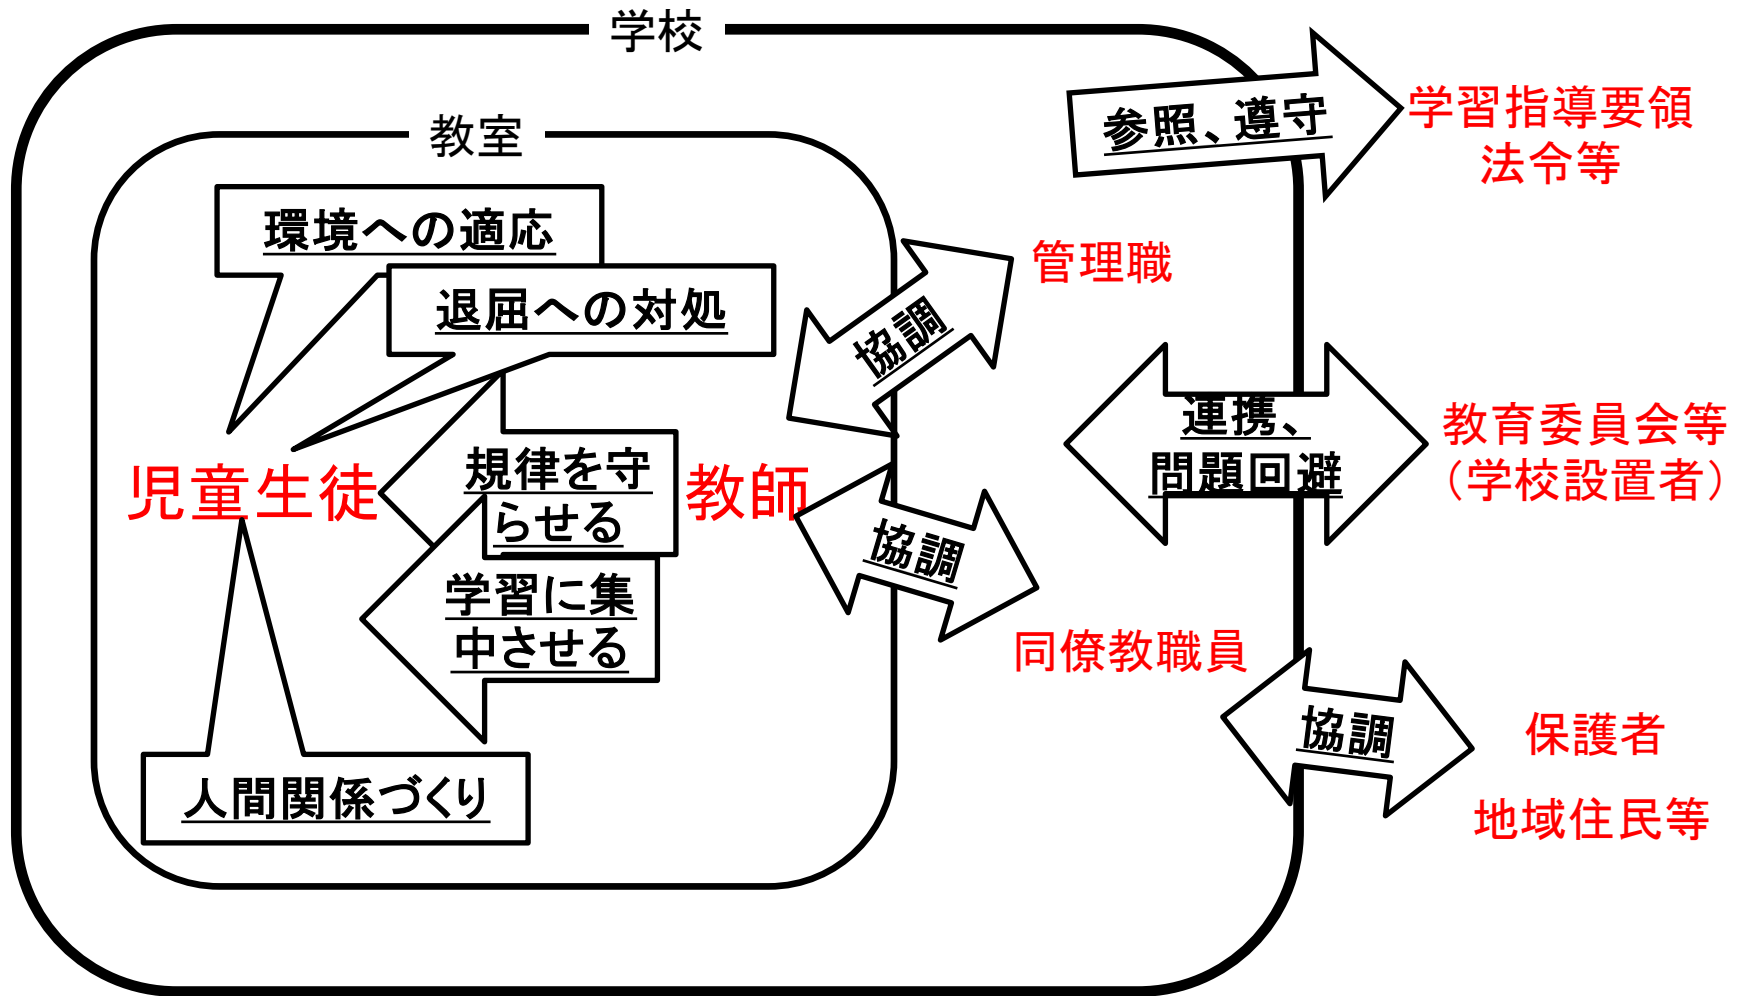 学校
教室
環境への適応
退屈への対処
児童生徒
規律を守
らせる
学習に集
中させる
教師
人間関係づくり
協調
管理職
協調
同僚教職員
参照、遵守
学習指導要領
法令等
連携、
問題回避
教育委員会等
(学校設置者)
協調
保護者
地域住民等